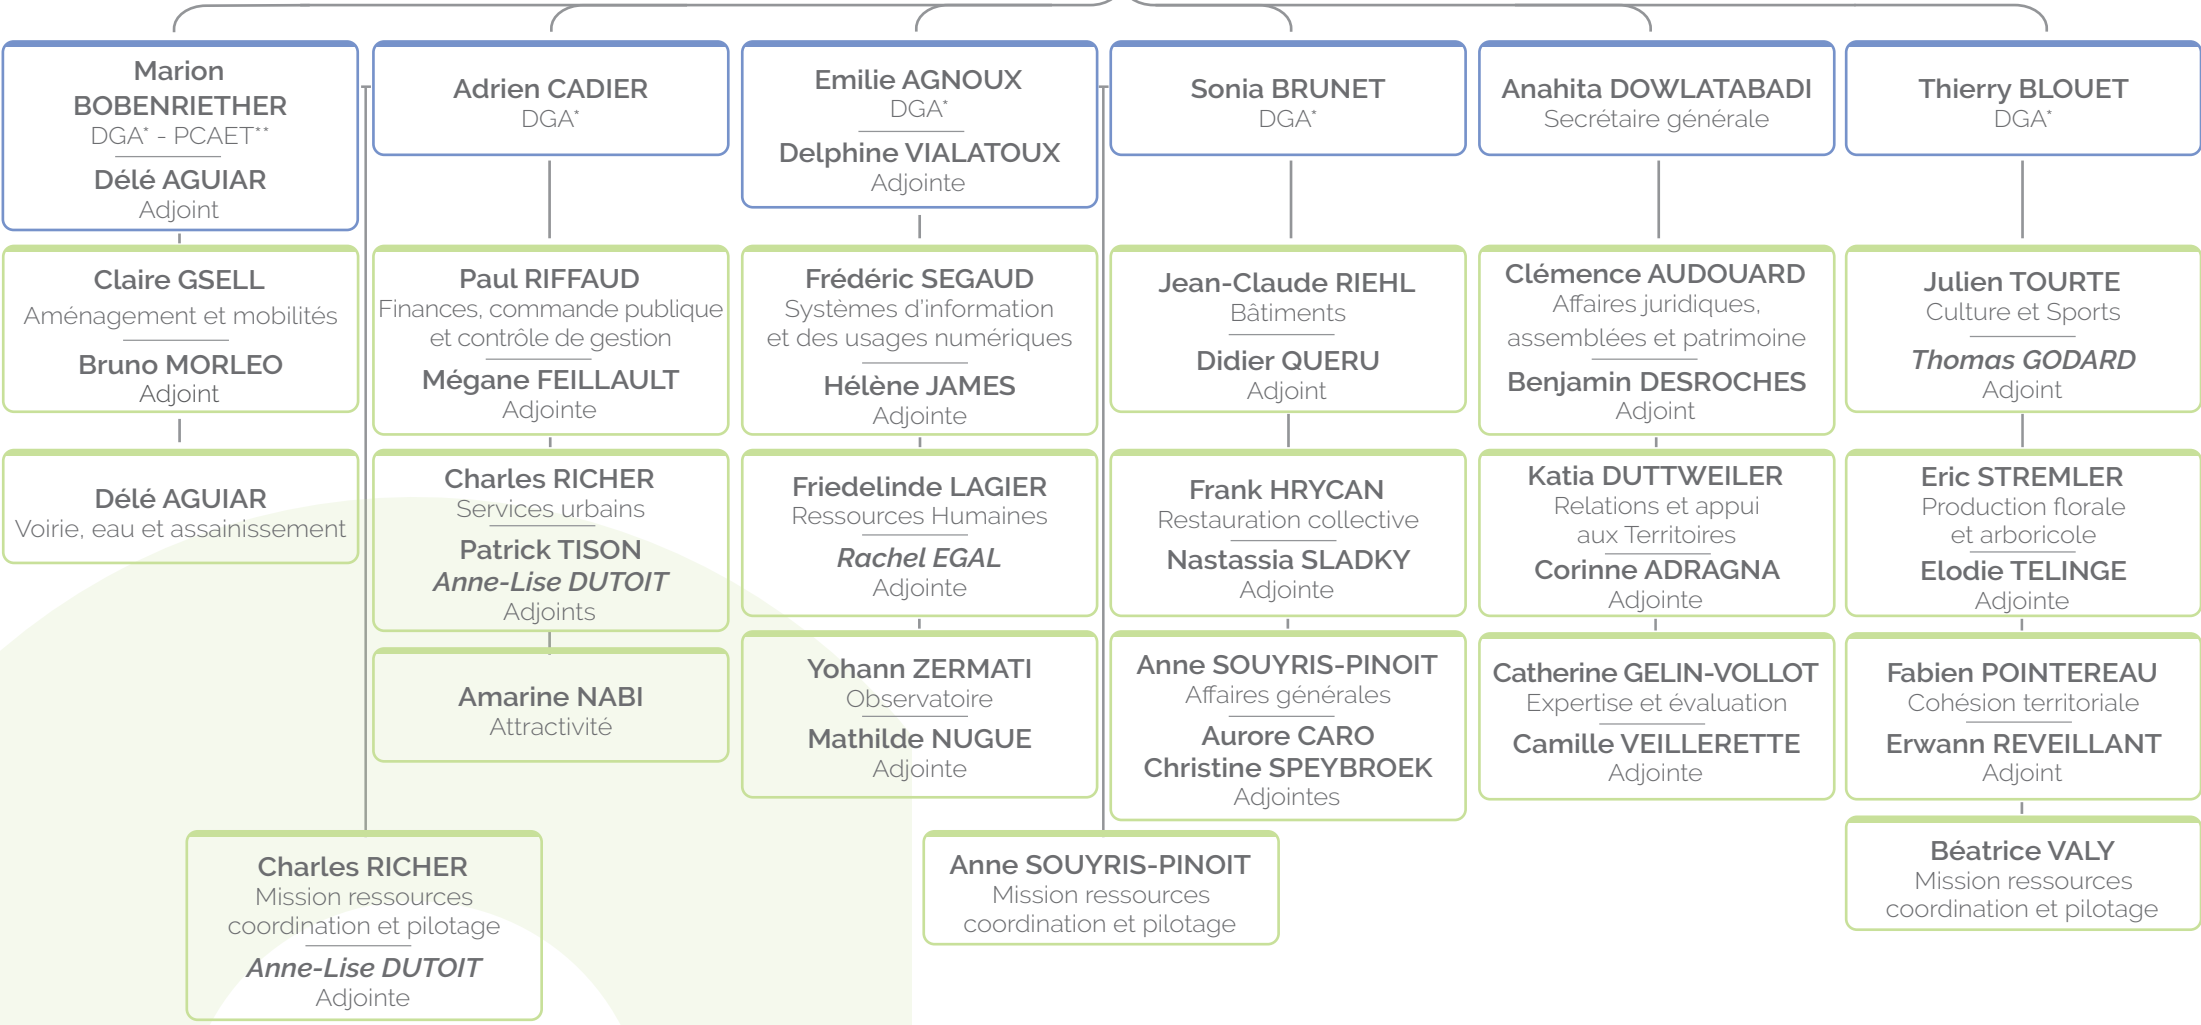 Marion
BOBENRIETHER
DGA* - PCAET**
Délé AGUIAR
Adjoint
Claire GSELL
Aménagement et mobilités
Bruno MORLEO
Adjoint
Délé AGUIAR
Voirie, eau et assainissement
Adrien CADIER
DGA*
Paul RIFFAUD
Finances, commande publique
et contrôle de gestion
Mégane FEILLAULT
Adjointe
Charles RICHER
Services urbains
Patrick TISON
Anne-Lise DUTOIT
Adjoints
Amarine NABI
Attractivité
Charles RICHER
Mission ressources
coordination et pilotage
Anne-Lise DUTOIT
Adjointe
Emilie AGNOUX
DGA*
Delphine VIALATOUX
Adjointe
Frédéric SEGAUD
Systèmes d'information
et des usages numériques
Hélène JAMES
Adjointe
Friedelinde LAGIER
Ressources Humaines
Rachel EGAL
Adjointe
Yohann ZERMATI
Observatoire
Mathilde NUGUE
Adjointe
Sonia BRUNET
DGA*
Jean-Claude RIEHL
Bâtiments
Didier QUERU
Adjoint
Frank HRYCAN
Restauration collective
Nastassia SLADKY
Adjointe
Anne SOUYRIS-PINOIT
Affaires générales
Aurore CARO
Christine SPEYBROEK
Adjointes
Anne SOUYRIS-PINOIT
Mission ressources
coordination et pilotage
Anahita DOWLATABADI
Secrétaire générale
Clémence AUDOUARD
Affaires juridiques,
assemblées et patrimoine
Benjamin DESROCHES
Adjoint
Katia DUTTWEILER
Relations et appui
aux Territoires
Corinne ADRAGNA
Adjointe
Catherine GELIN-VOLLOT
Expertise et évaluation
Camille VEILLERETTE
Adjointe
Thierry BLOUET
DGA*
Julien TOURTE
Culture et Sports
Thomas GODARD
Adjoint
Eric STREMLER
Production florale
et arboricole
Elodie TELINGE
Adjointe
Fabien POINTEREAU
Cohésion territoriale
Erwann REVEILLANT
Adjoint
Béatrice VALY
Mission ressources
coordination et pilotage